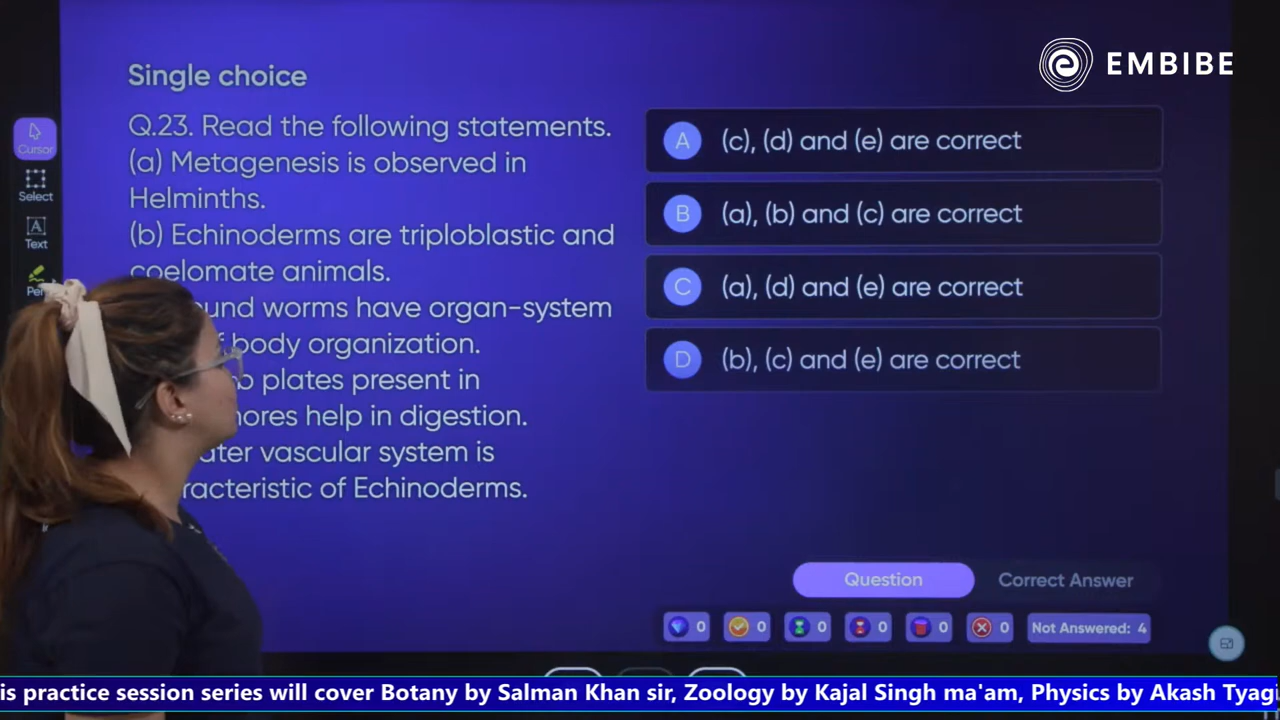 EMBIBE
Single choice
Q.23. Read the following statements.
(a) Metagenesis is observed in
Helminths.
(b) Echinoderms are triploblastic and
coelomate animals.
worms have organ-system
body organization.
plates present in
help in digestion.
vascular system is
of Echinoderms.
A (c), (d) and (e) are correct
B (a), (b) and (c) are correct
C (a), (d) and (e) are correct
D (b), (c) and (e) are correct
Cursor
Select
A
Text
Question Correct Answer
0 0 0 0 0 0 Not Answered: 4
is practice session series will cover Botany by Salman Khan sir, Zoology by Kajal Singh ma'am, Physics by Akash Tyagi